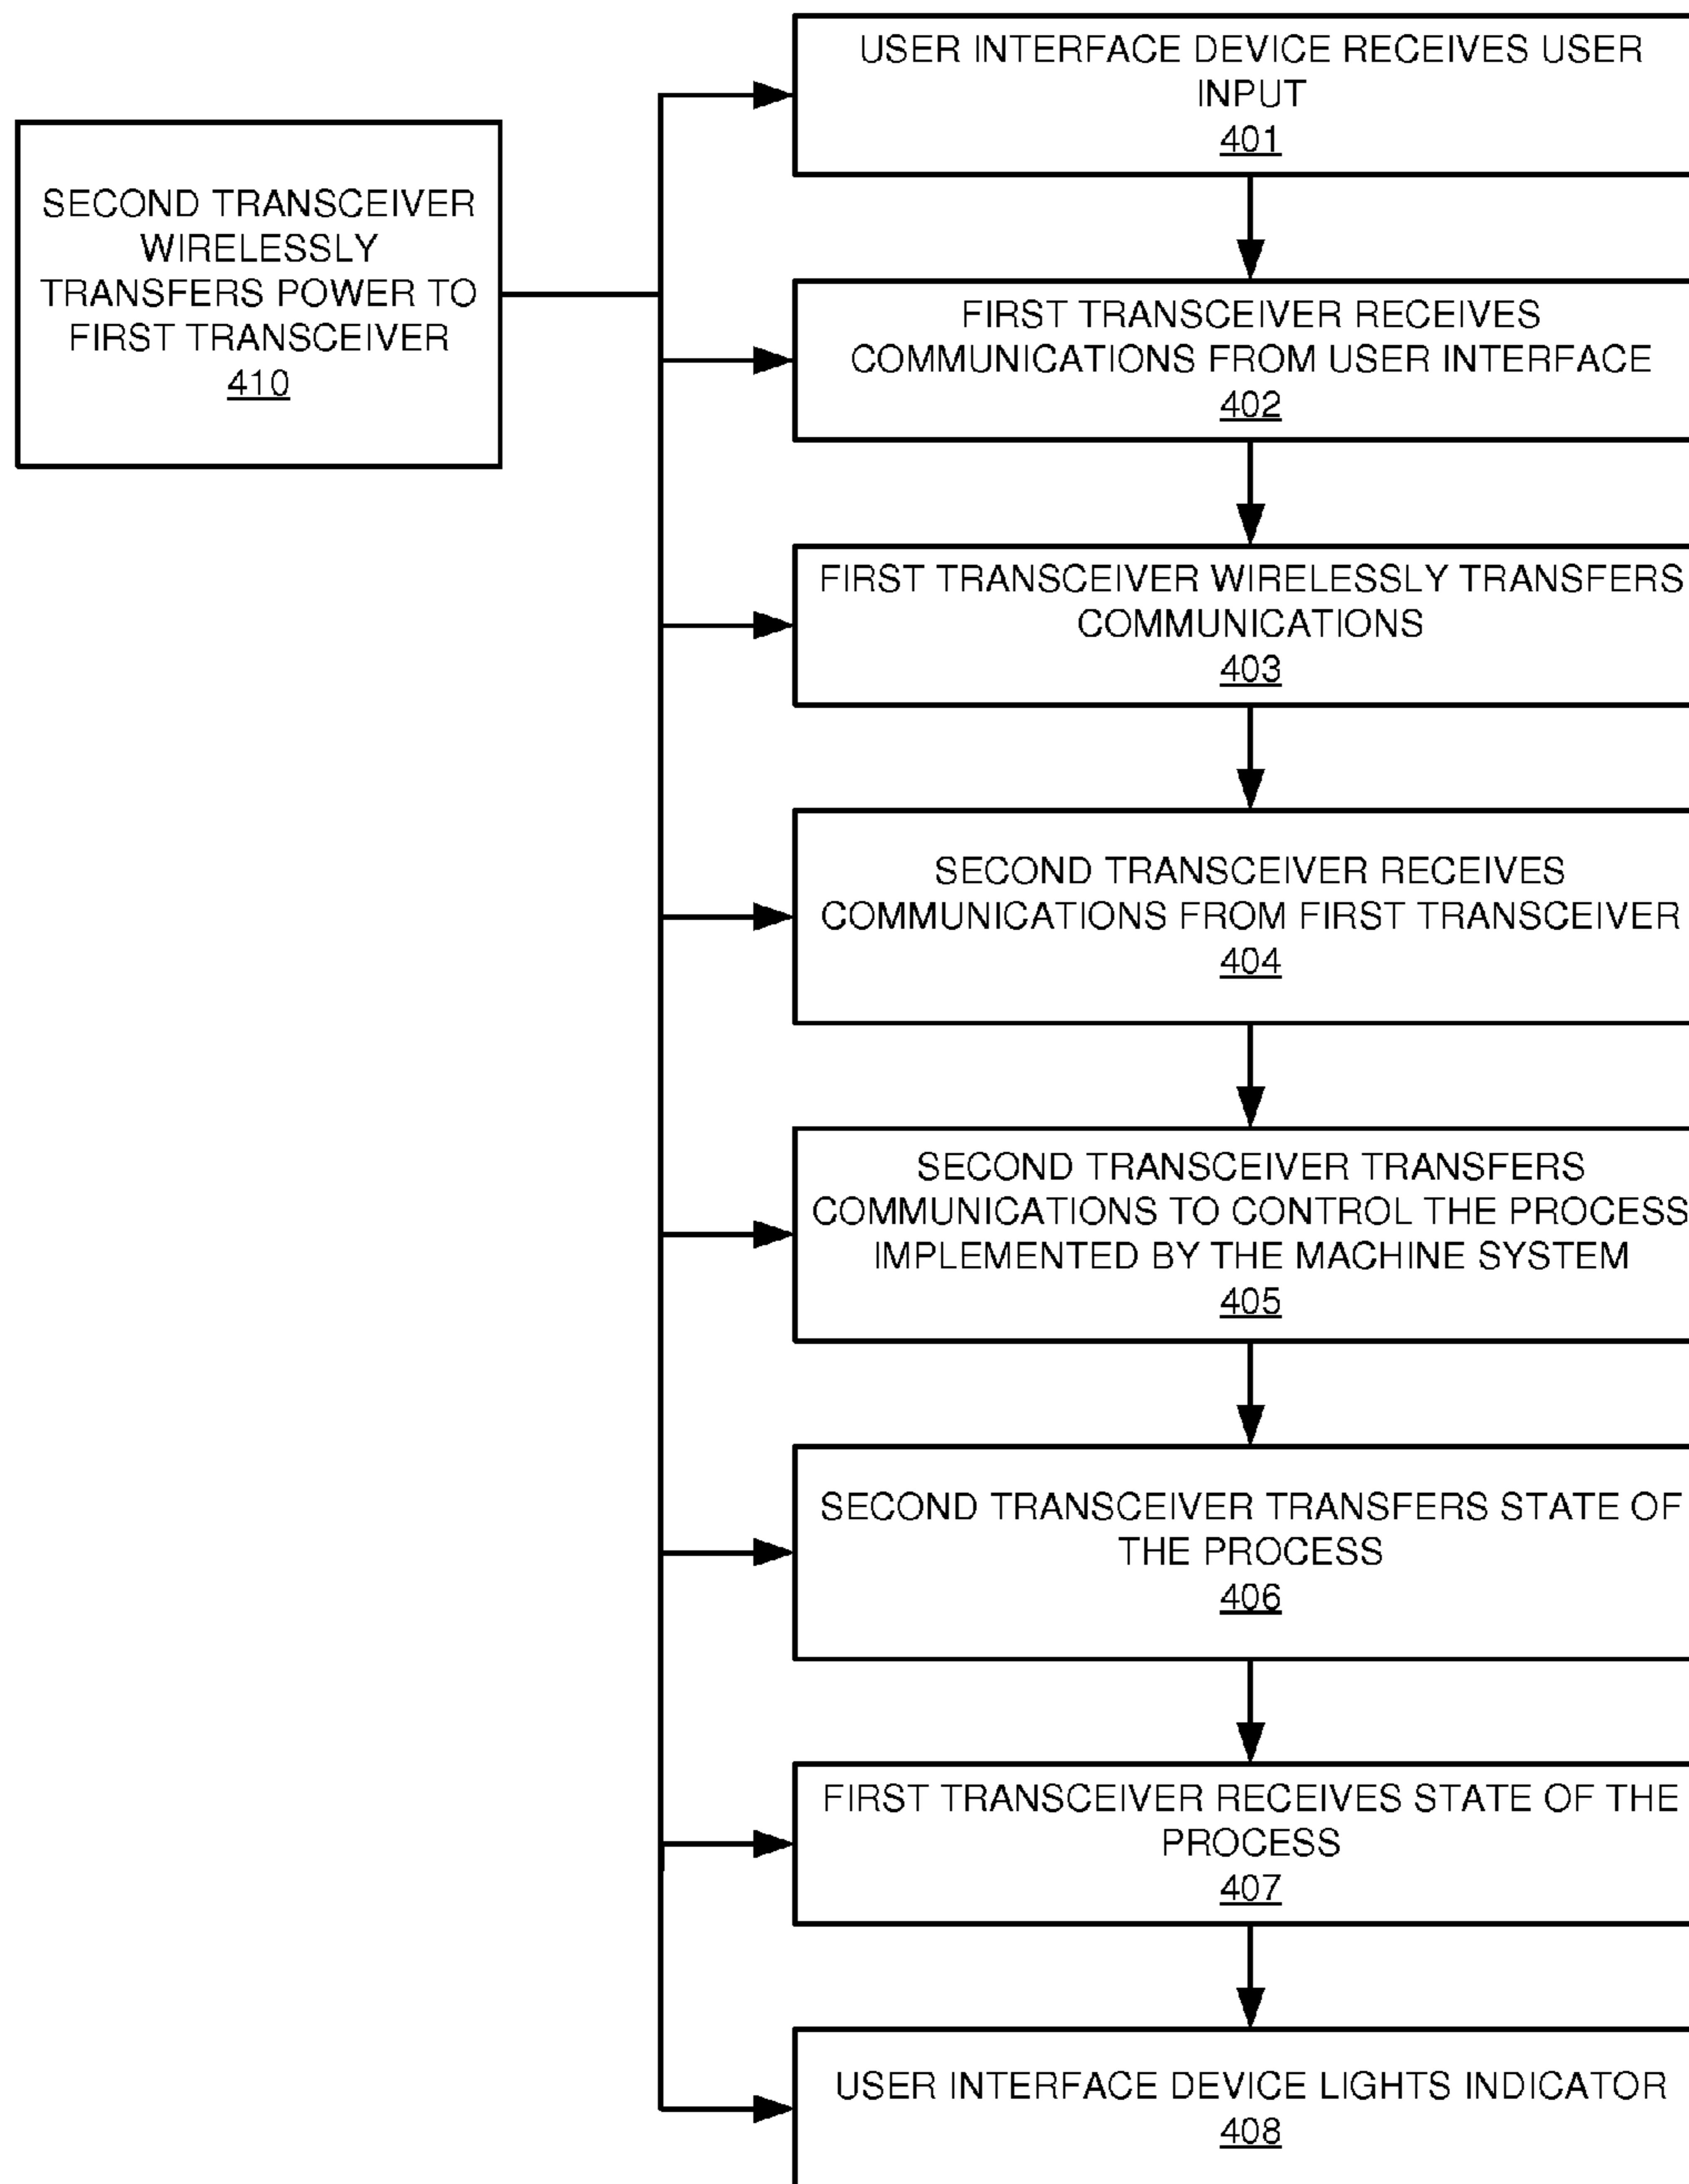 SECOND TRANSCEIVER
WIRELESSLY
TRANSFERS POWER TO
FIRST TRANSCEIVER
410
USER INTERFACE DEVICE RECEIVES USER
INPUT
401
FIRST TRANSCEIVER RECEIVES
COMMUNICATIONS FROM USER INTERFACE
402
FIRST TRANSCEIVER WIRELESSLY TRANSFERS
COMMUNICATIONS
403
SECOND TRANSCEIVER RECEIVES
COMMUNICATIONS FROM FIRST TRANSCEIVER
404
SECOND TRANSCEIVER TRANSFERS
COMMUNICATIONS TO CONTROL THE PROCESS
IMPLEMENTED BY THE MACHINE SYSTEM
405
SECOND TRANSCEIVER TRANSFERS STATE OF
THE PROCESS
406
FIRST TRANSCEIVER RECEIVES STATE OF THE
PROCESS
407
USER INTERFACE DEVICE LIGHTS INDICATOR
408